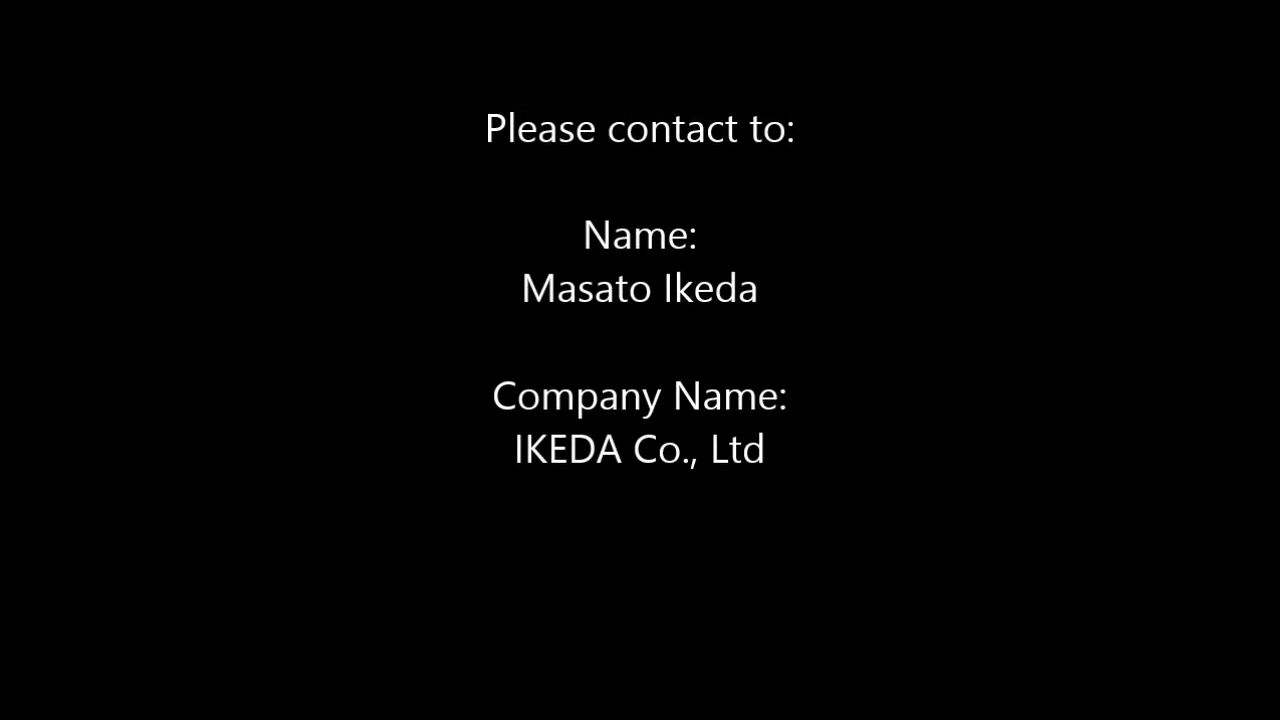 Please contact to:
Name:
Masato Ikeda
Company Name:
IKEDA Co., Ltd